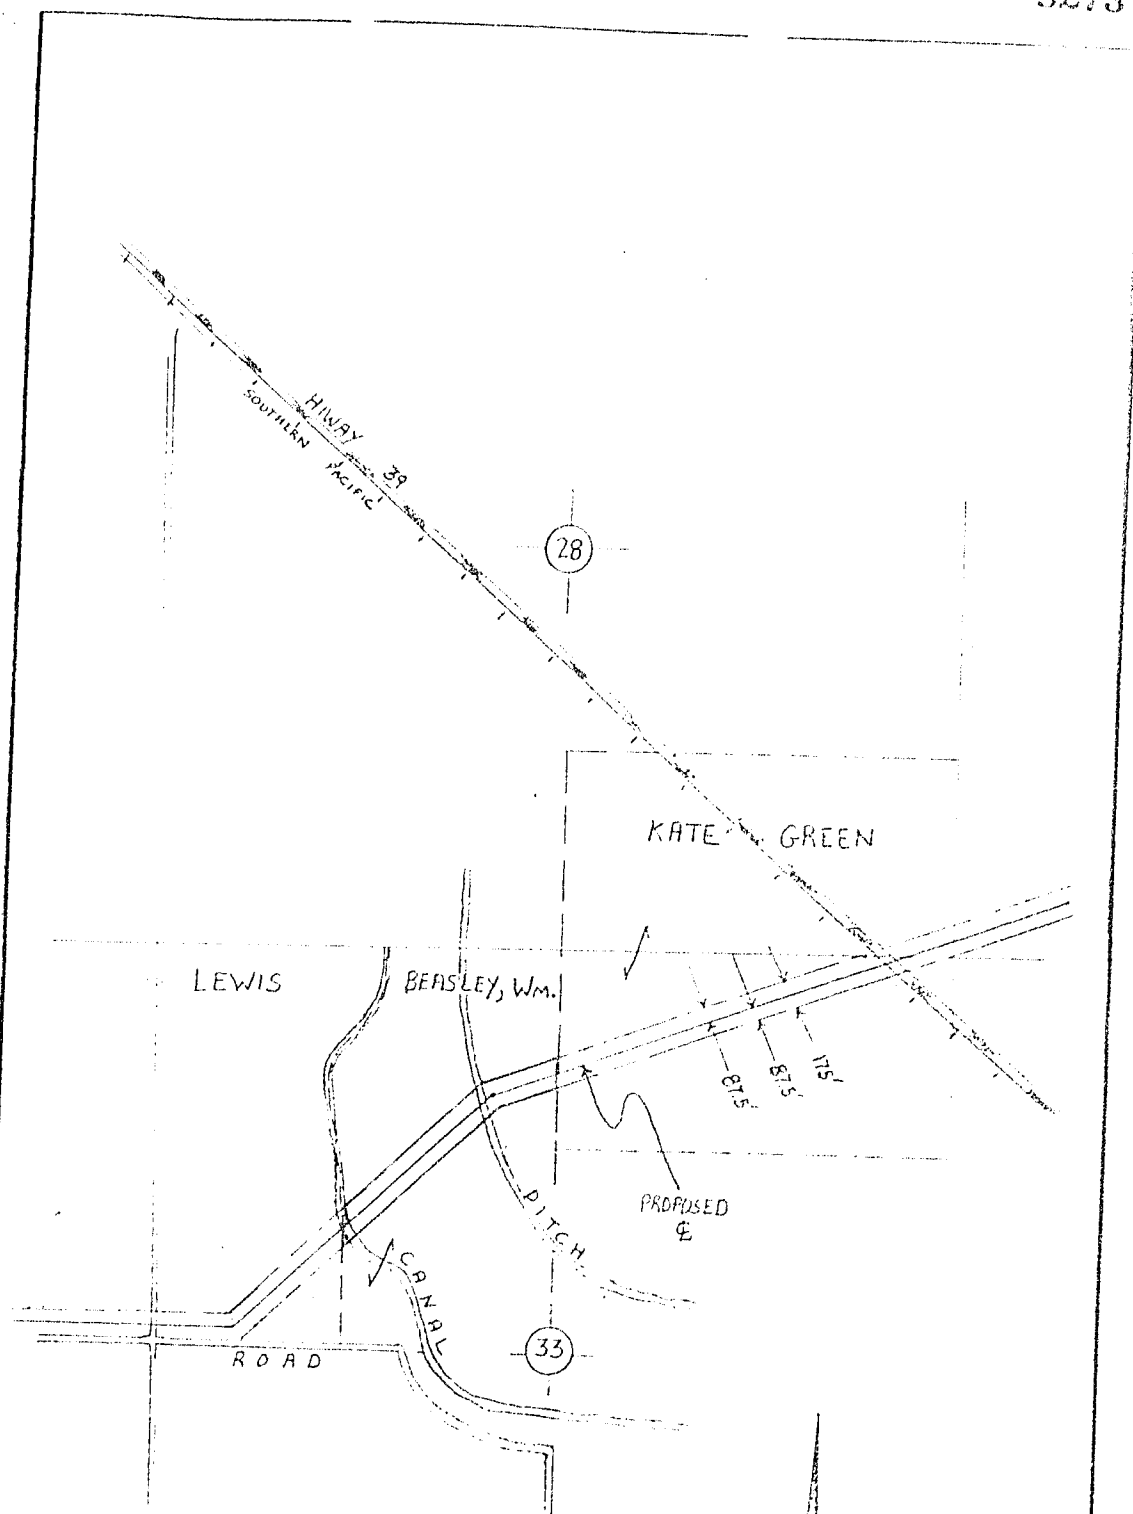 HIWAY 39
SOUTHERN PACIFIC
28
KATE GREEN
LEWIS
BEASLEY, WM.
87.5'
87.5'
175'
DITCH
PROPOSED
℄
CANAL
ROAD
33